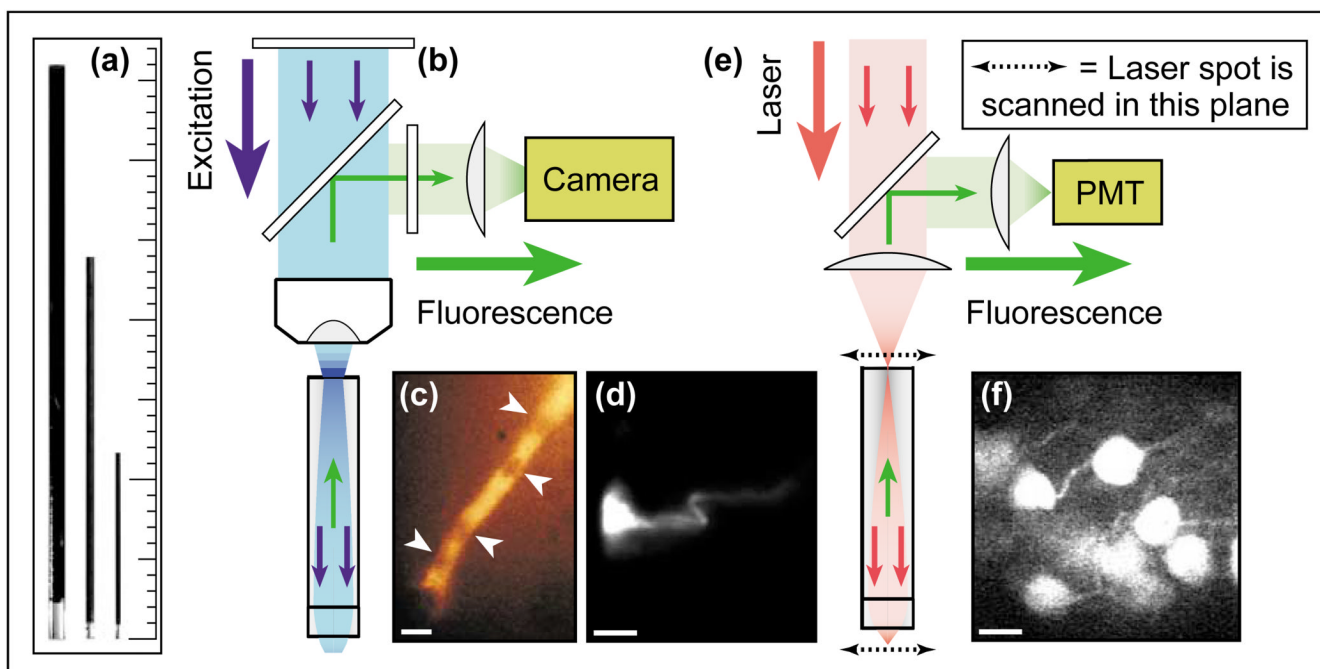 (a)
Excitation
(b)
Camera
Fluorescence
(c)
(d)
(e)
Laser
= Laser spot is
scanned in this plane
PMT
Fluorescence
(f)